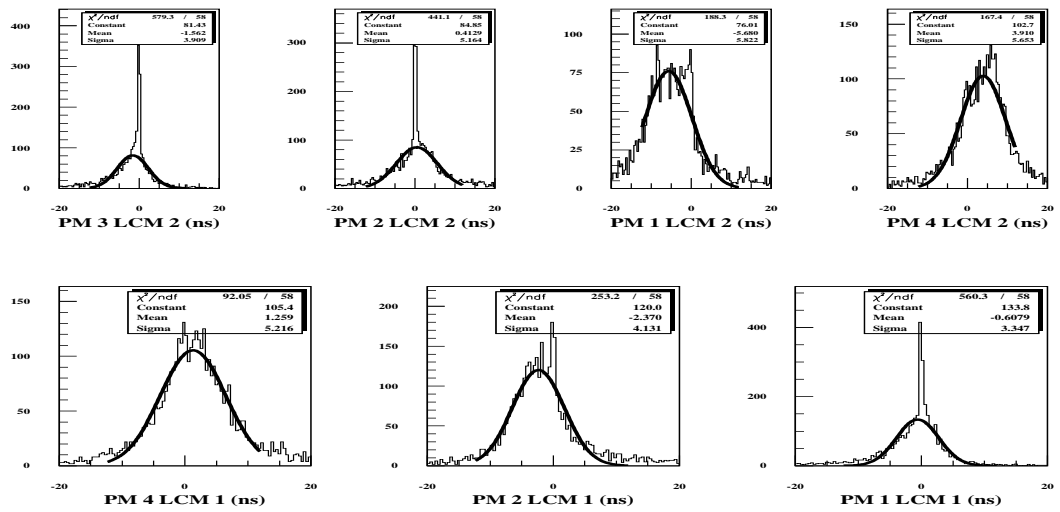 χ²/ndf 579.3 / 58
Constant 81.43
Mean -1.562
Sigma 3.909
400
300
200
100
0
-20 0 20
PM 3 LCM 2 (ns)
χ²/ndf 441.1 / 58
Constant 84.85
Mean 0.4129
Sigma 5.164
300
200
100
0
-20 0 20
PM 2 LCM 2 (ns)
χ²/ndf 188.3 / 58
Constant 76.01
Mean -5.680
Sigma 5.822
100
75
50
25
0
-20 0 20
PM 1 LCM 2 (ns)
χ²/ndf 167.4 / 58
Constant 102.7
Mean 3.910
Sigma 5.653
150
100
50
0
-20 0 20
PM 4 LCM 2 (ns)
χ²/ndf 92.05 / 58
Constant 105.4
Mean 1.259
Sigma 5.216
150
100
50
0
-20 0 20
PM 4 LCM 1 (ns)
χ²/ndf 253.2 / 58
Constant 120.0
Mean -2.370
Sigma 4.131
200
150
100
50
0
-20 0 20
PM 2 LCM 1 (ns)
χ²/ndf 560.3 / 58
Constant 133.8
Mean -0.6079
Sigma 3.347
400
200
0
-20 0 20
PM 1 LCM 1 (ns)